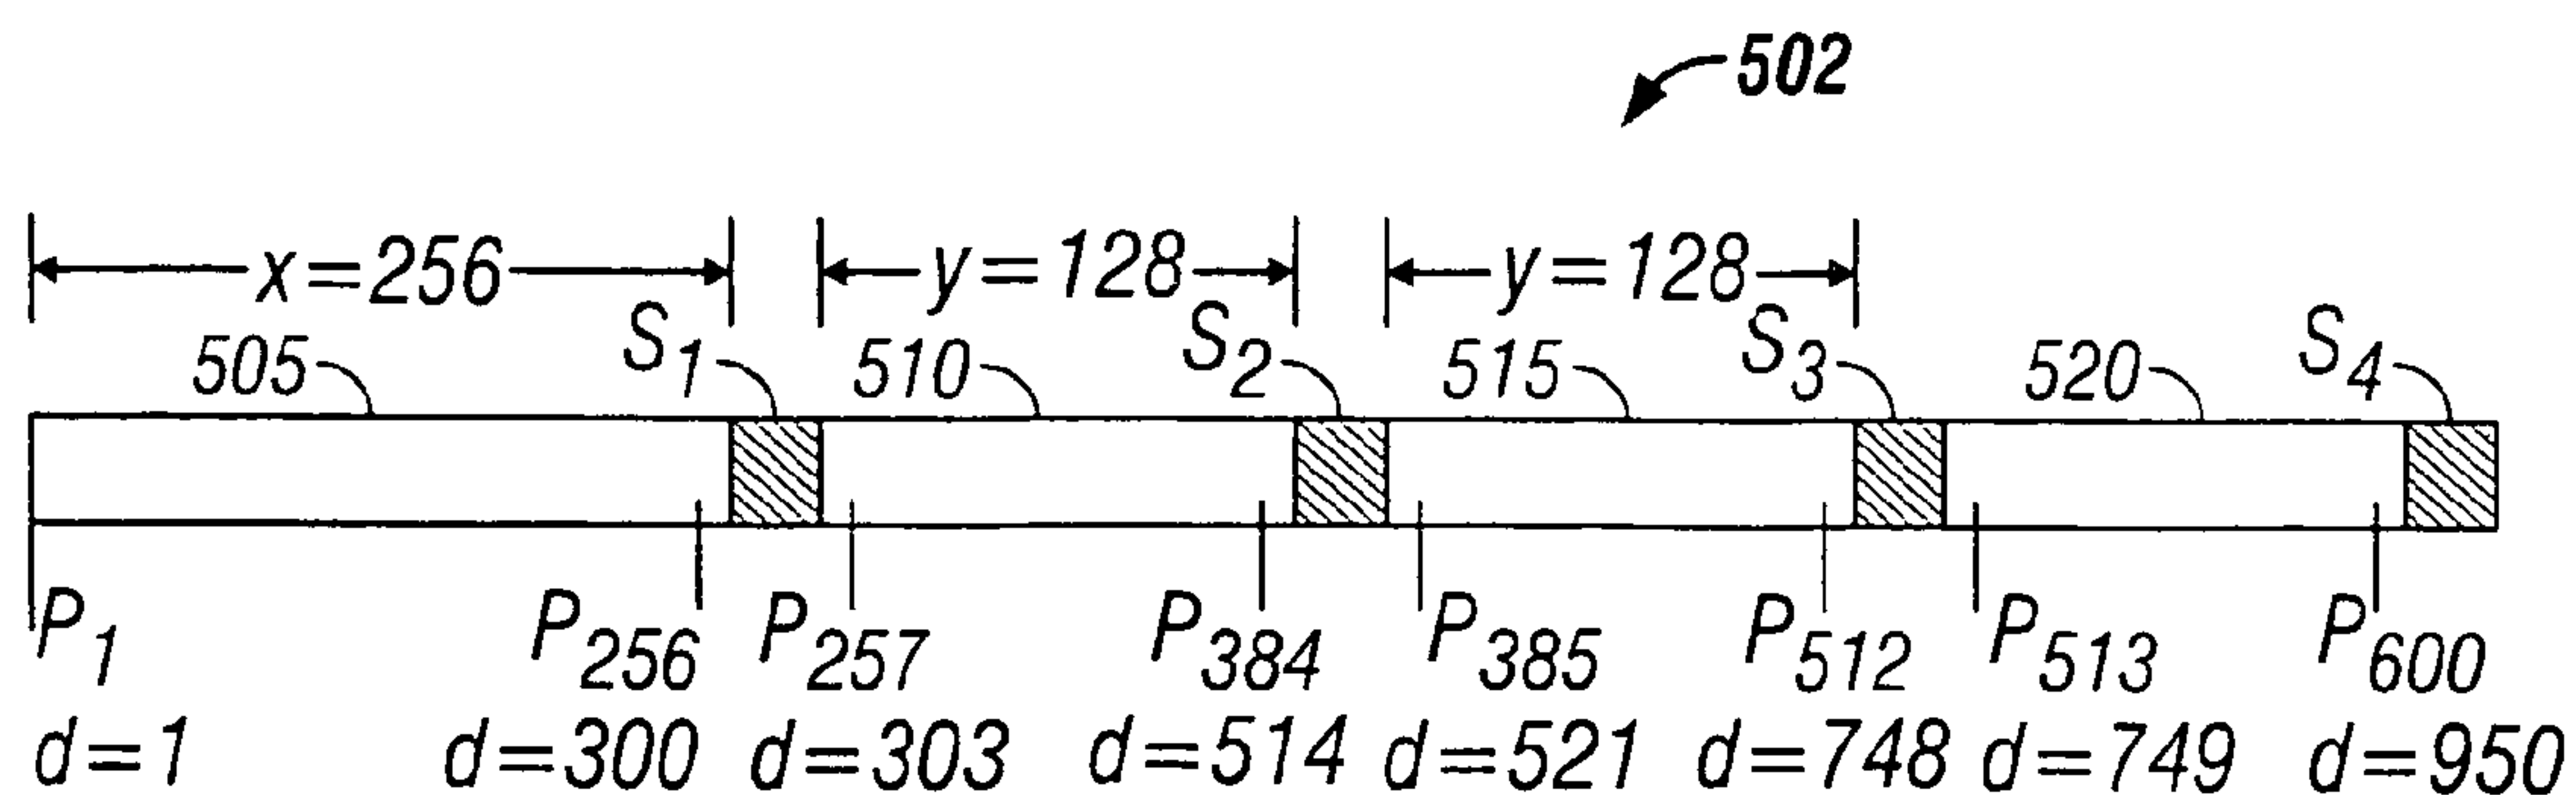 502
x=256 y=128 y=128
505 S1 510 S2 515 S3 520 S4
P1 P256 P257 P384 P385 P512 P513 P600
d=1 d=300 d=303 d=514 d=521 d=748 d=749 d=950